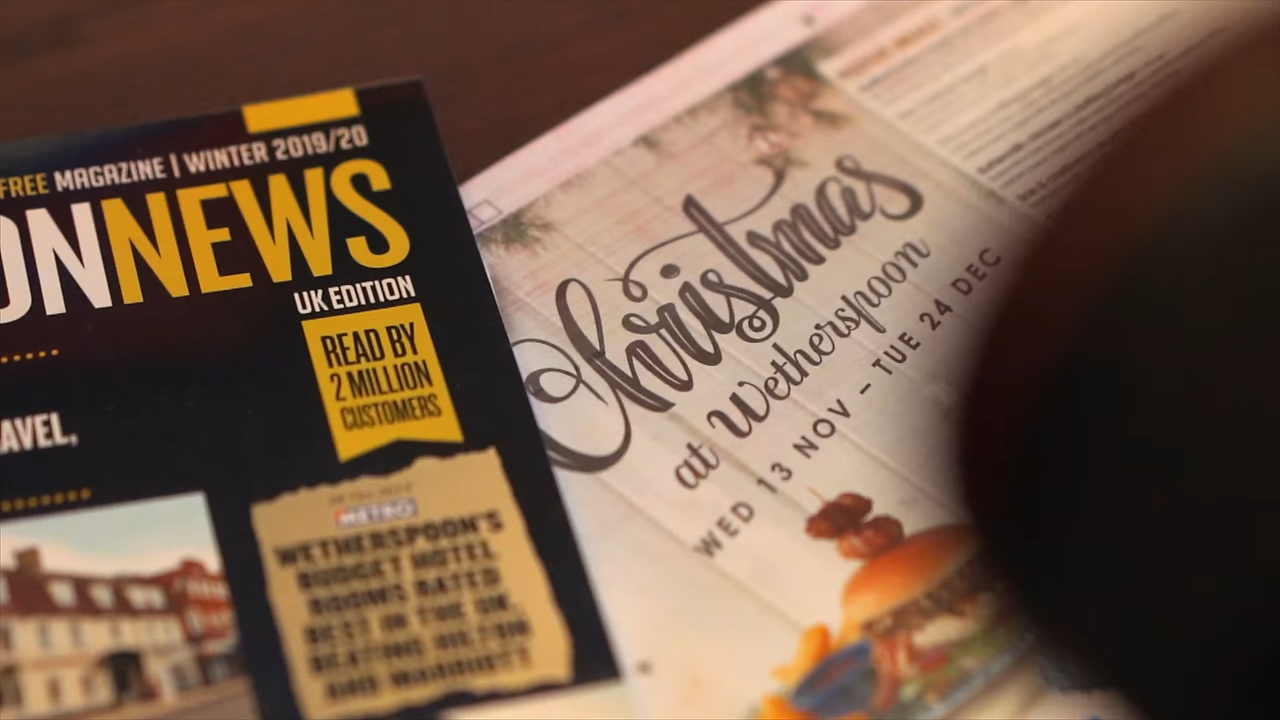 FREE MAGAZINE | WINTER 2019/20
ONNEWS
UK EDITION
READ BY
2 MILLION
CUSTOMERS
AVEL,
METRO
WETHERSPOON'S
BUDGET HOTEL
ROOMS RATED
BEST IN THE UK,
BEATING HILTON
AND MARRIOTT
Christmas
at Wetherspoon
WED 13 NOV – TUE 24 DEC